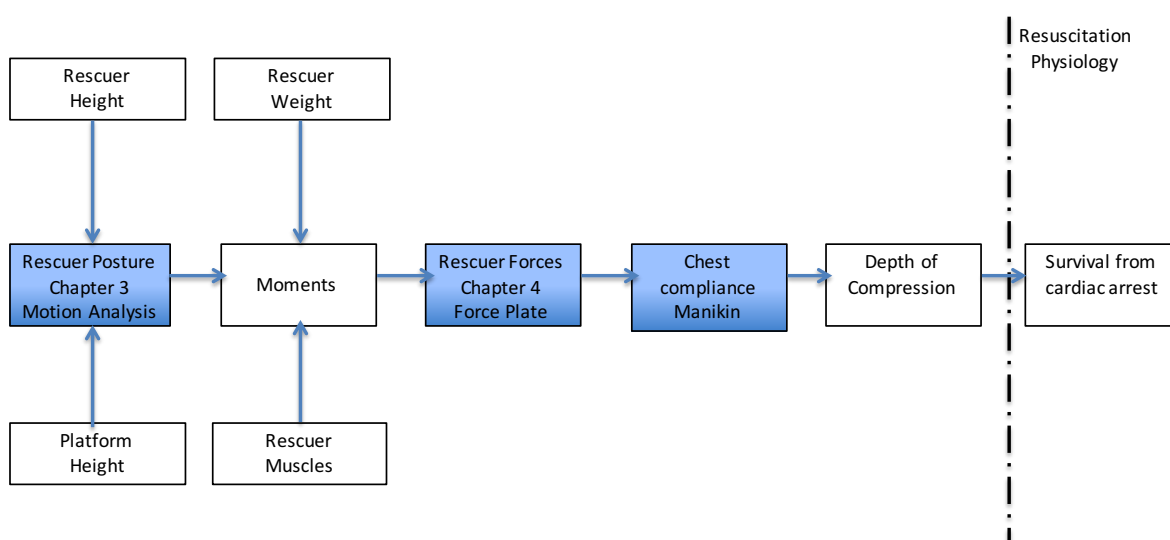 Resuscitation
Physiology
Rescuer
Height
Rescuer
Weight
Rescuer Posture
Chapter 3
Motion Analysis
Moments
Rescuer Forces
Chapter 4
Force Plate
Chest
compliance
Manikin
Depth of
Compression
Survival from
cardiac arrest
Platform
Height
Rescuer
Muscles